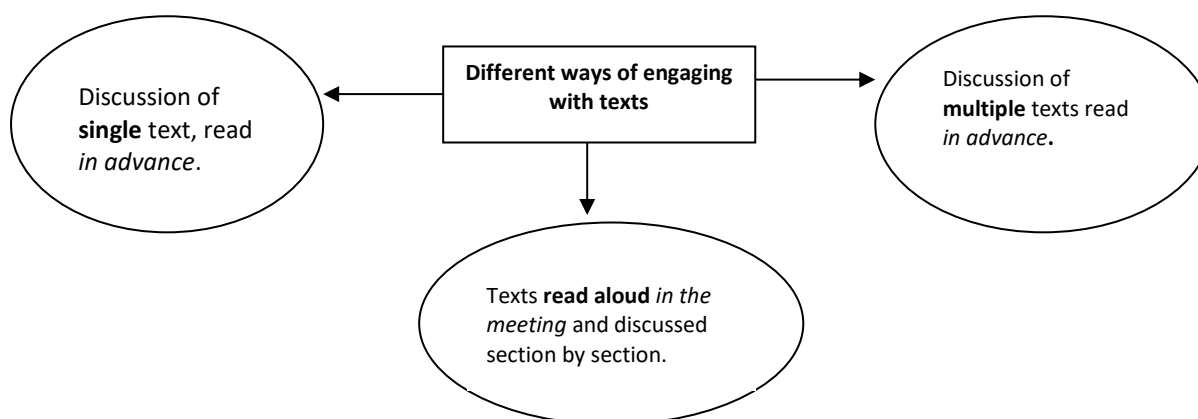 Different ways of engaging
with texts
Discussion of
single text, read
in advance.
Discussion of
multiple texts read
in advance.
Texts read aloud in the
meeting and discussed
section by section.